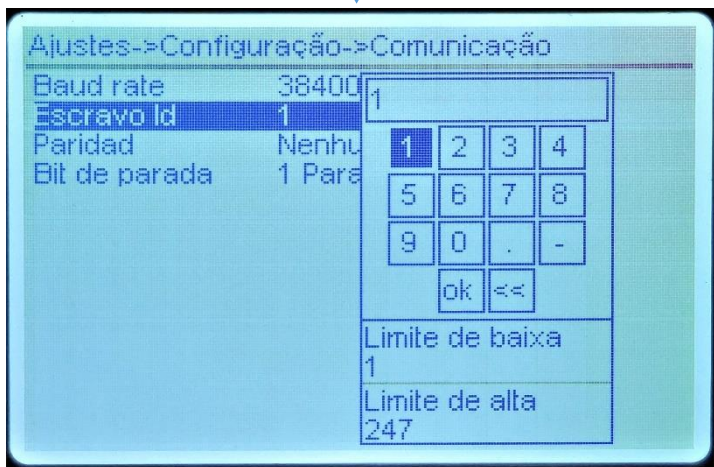 Ajustes->Configuração->Comunicaçaõ
Baud rate 38400
Escravo Id 1
Paridad Nenhu
Bit de parada 1 Para
1
1 2 3 4
5 6 7 8
9 0 . -
ok <<
Limite de baixa
1
Limite de alta
247